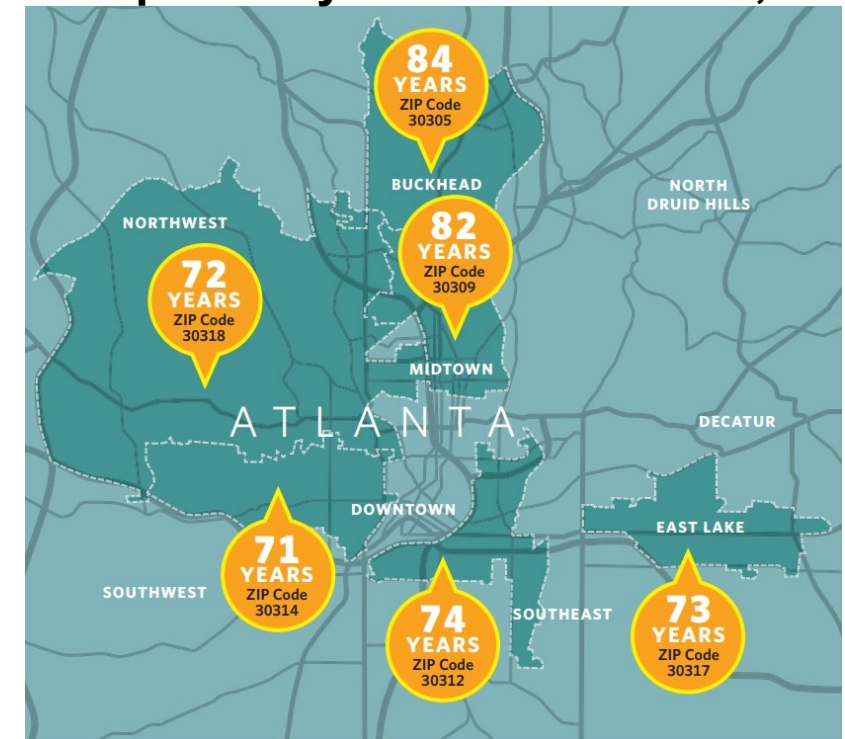 84
YEARS
ZIP Code
30305
BUCKHEAD
NORTH
DRUID HILLS
NORTHWEST
82
YEARS
ZIP Code
30309
72
YEARS
ZIP Code
30318
MIDTOWN
ATLANTA
DECATUR
DOWNTOWN
EAST LAKE
71
YEARS
ZIP Code
30314
SOUTHWEST
74
YEARS
ZIP Code
30312
SOUTHEAST
73
YEARS
ZIP Code
30317